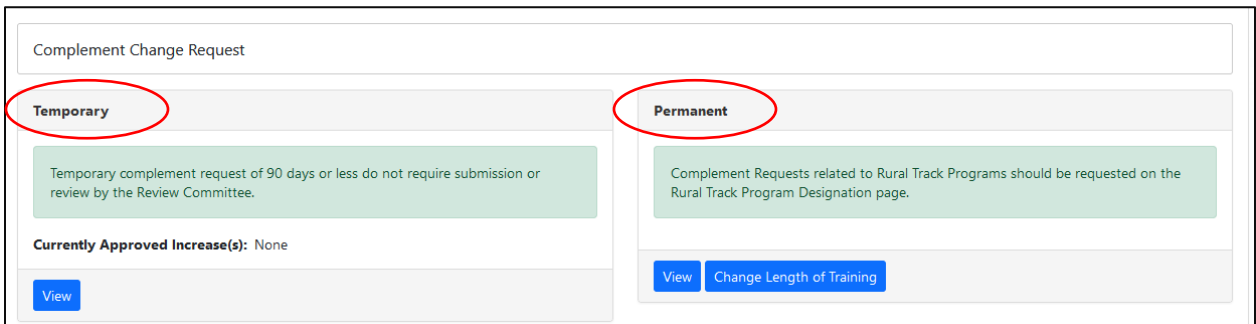 Complement Change Request
Temporary
Temporary complement request of 90 days or less do not require submission or
review by the Review Committee.
Currently Approved Increase(s): None
View
Permanent
Complement Requests related to Rural Track Programs should be requested on the
Rural Track Program Designation page.
View Change Length of Training